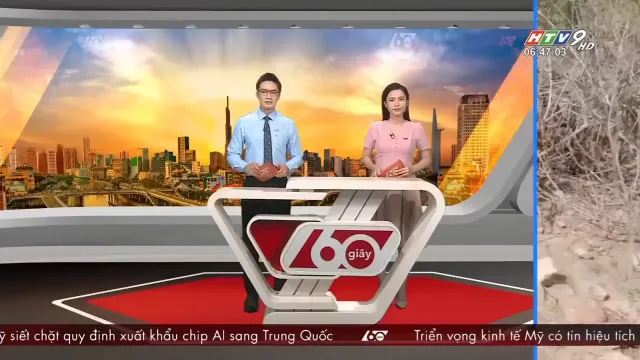 HTV9 HD
06:47:03
60 giây
ỹ siết chặt quy định xuất khẩu chip AI sang Trung Quốc 60 Triển vọng kinh tế Mỹ có tín hiệu tích